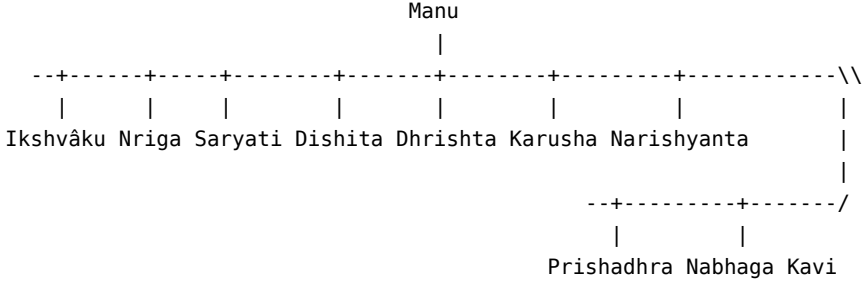 Manu
Ikshvâku Nriga Saryati Dishita Dhrishta Karusha Narishyanta
Prishadhra Nabhaga Kavi